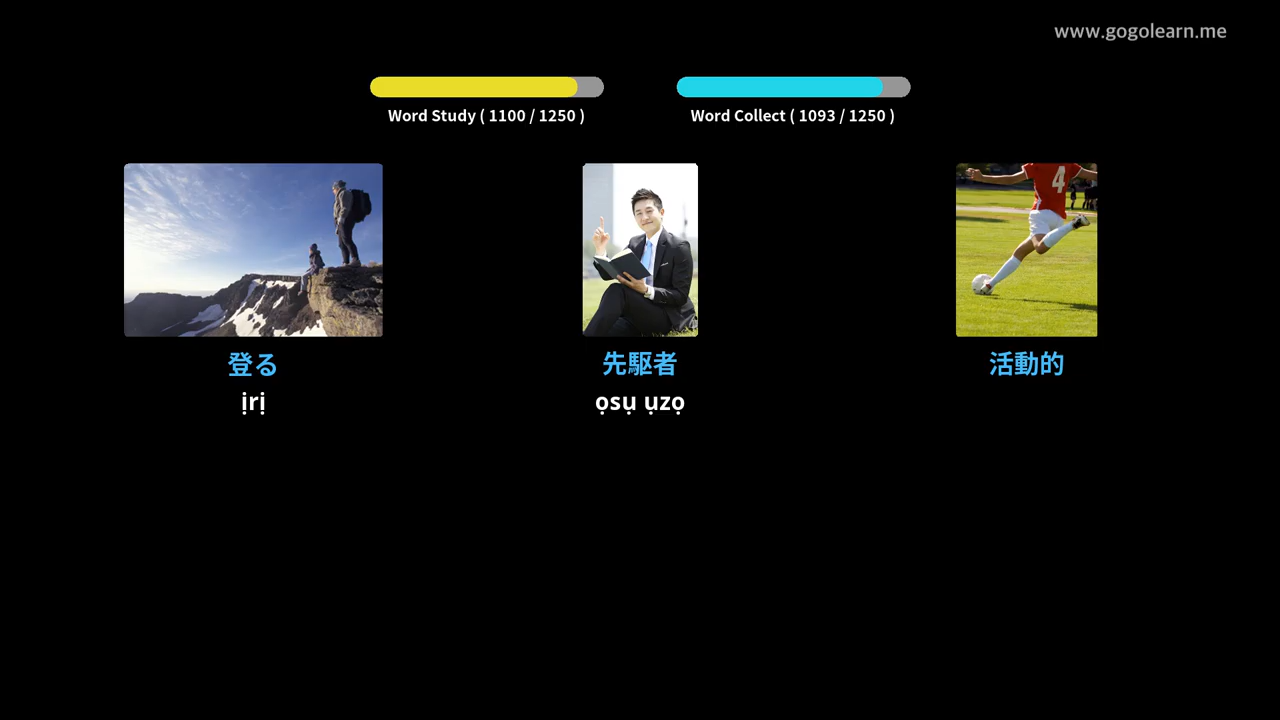 www.gogolearn.me
Word Study ( 1100 / 1250 )
Word Collect ( 1093 / 1250 )
登る
ịrị
先駆者
ọsụ ụzọ
活動的
4